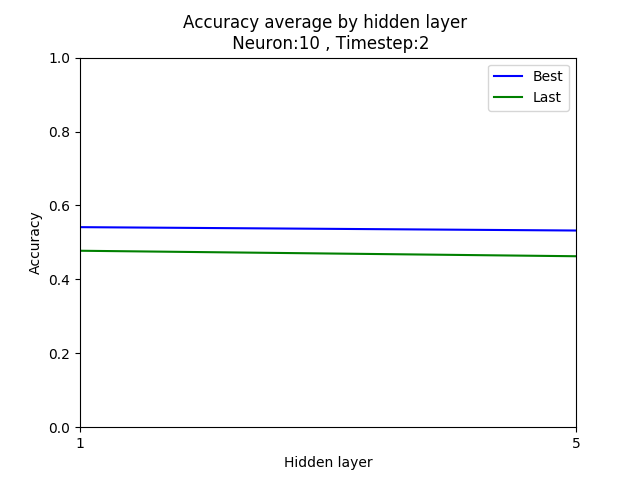 Accuracy average by hidden layer
Neuron:10 , Timestep:2
1.0
Best
Last
0.8
0.6
Accuracy
0.4
0.2
0.0
1
5
Hidden layer